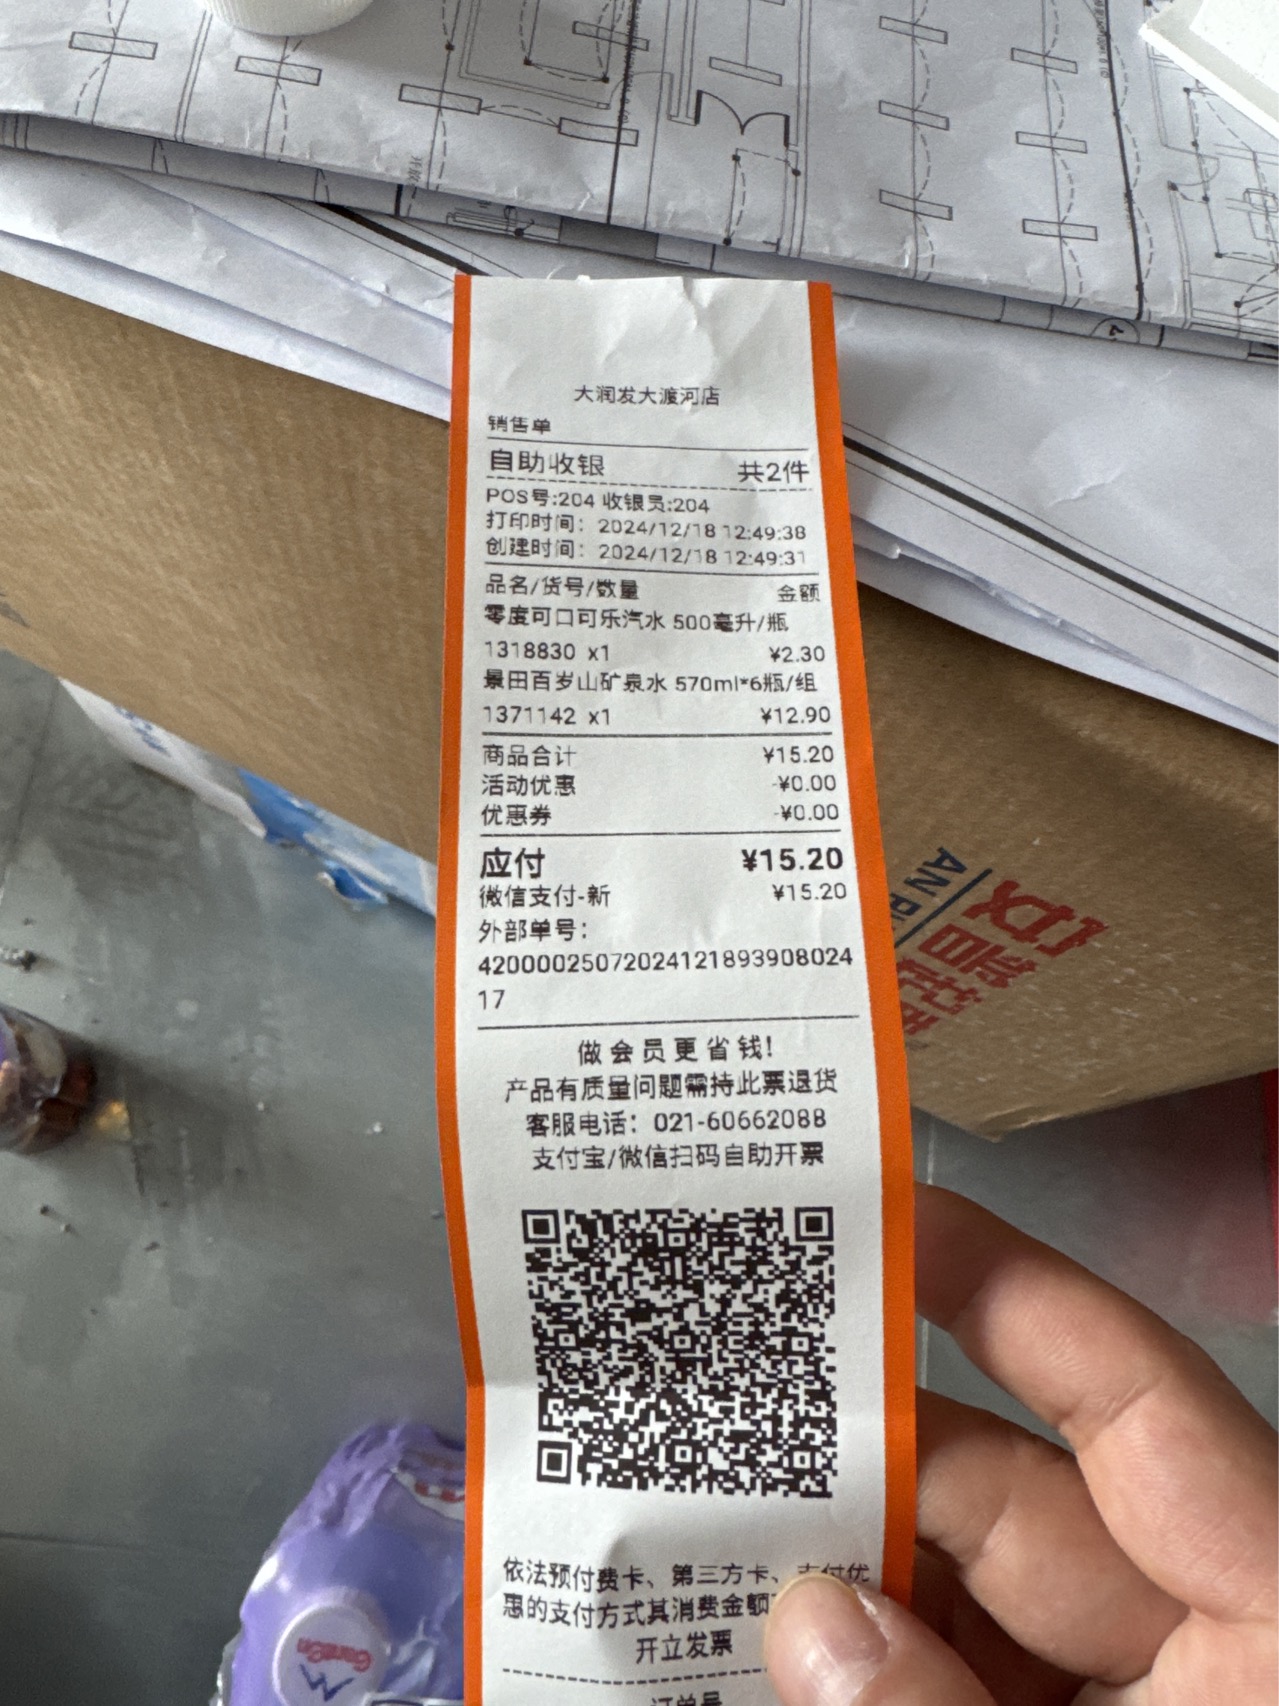 大润发大渡河店
销售单
自助收银 共2件
POS号:204 收银员:204
打印时间: 2024/12/18 12:49:38
创建时间: 2024/12/18 12:49:31
品名/货号/数量 金额
零度可口可乐汽水 500毫升/瓶
1318830 x1 ¥2.30
景田百岁山矿泉水 570ml*6瓶/组
1371142 x1 ¥12.90
商品合计 ¥15.20
活动优惠 -¥0.00
优惠券 -¥0.00
应付 ¥15.20
微信支付-新 ¥15.20
外部单号:
42000025072024121893908024
17
做会员更省钱!
产品有质量问题需持此票退货
客服电话: 021-60662088
支付宝/微信扫码自助开票
依法预付费卡、第三方卡、支付优
惠的支付方式其消费金额
开立发票
订单号